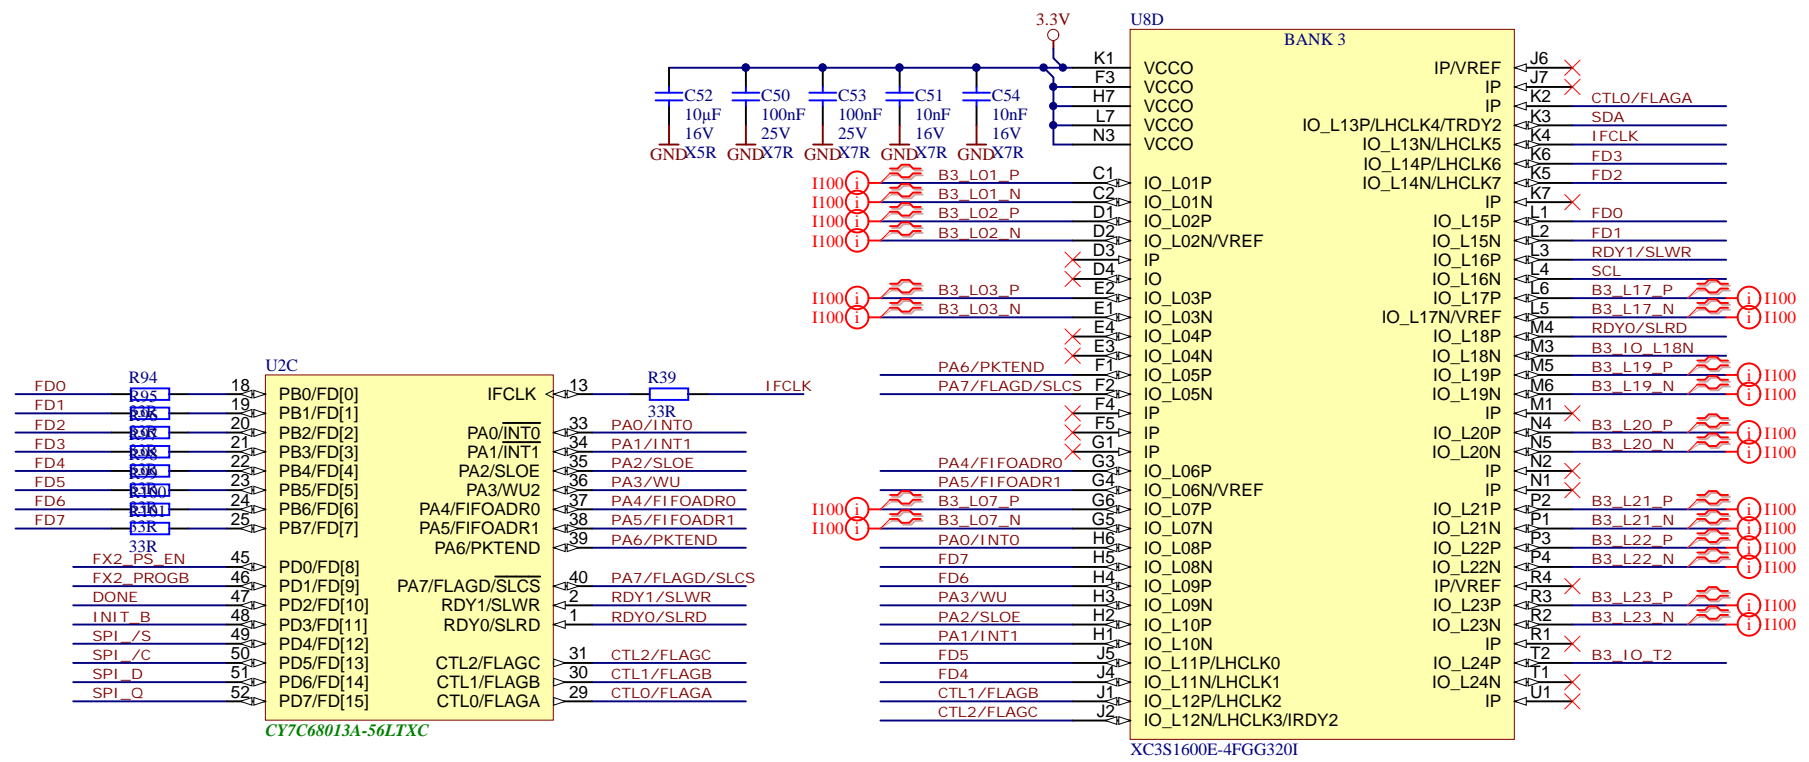 3.3V
U8D
BANK 3
C52
10µF
16V
X5R
GND
C50
100nF
25V
X7R
GND
C53
100nF
25V
X7R
GND
C51
10nF
16V
X7R
GND
C54
10nF
16V
X7R
GND
K1 VCCO
F3 VCCO
H7 VCCO
L7 VCCO
N3 VCCO
I100 i B3_L01_P C1 IO_L01P
I100 i B3_L01_N C2 IO_L01N
I100 i B3_L02_P D1 IO_L02P
I100 i B3_L02_N D2 IO_L02N/VREF
D3 IP
D4 IO
I100 i B3_L03_P E2 IO_L03P
I100 i B3_L03_N E1 IO_L03N
E4 IO_L04P
E3 IO_L04N
PA6/PKTEND F1 IO_L05P
PA7/FLAGD/SLCS F2 IO_L05N
F4 IP
F5 IP
G1 IP
PA4/FIFOADR0 G3 IO_L06P
PA5/FIFOADR1 G4 IO_L06N/VREF
I100 i B3_L07_P G6 IO_L07P
I100 i B3_L07_N G5 IO_L07N
PA0/INT0 H6 IO_L08P
FD7 H5 IO_L08N
FD6 H4 IO_L09P
PA3/WU H3 IO_L09N
PA2/SLOE H2 IO_L10P
PA1/INT1 H1 IO_L10N
FD5 J5 IO_L11P/LHCLK0
FD4 J4 IO_L11N/LHCLK1
CTL1/FLAGB J1 IO_L12P/LHCLK2
CTL2/FLAGC J2 IO_L12N/LHCLK3/IRDY2
IP/VREF J6
IP J7
IP K2 CTL0/FLAGA
IO_L13P/LHCLK4/TRDY2 K3 SDA
IO_L13N/LHCLK5 K4 IFCLK
IO_L14P/LHCLK6 K6 FD3
IO_L14N/LHCLK7 K5 FD2
IP K7
IO_L15P L1 FD0
IO_L15N L2 FD1
IO_L16P L3 RDY1/SLWR
IO_L16N L4 SCL
IO_L17P L6 B3_L17_P i I100
IO_L17N/VREF L5 B3_L17_N i I100
IO_L18P M4 RDY0/SLRD
IO_L18N M3 B3_IO_L18N
IO_L19P M5 B3_L19_P i I100
IO_L19N M6 B3_L19_N i I100
IP M1
IO_L20P N4 B3_L20_P i I100
IO_L20N N5 B3_L20_N i I100
IP N2
IP N1
IO_L21P P2 B3_L21_P i I100
IO_L21N P1 B3_L21_N i I100
IO_L22P P3 B3_L22_P i I100
IO_L22N P4 B3_L22_N i I100
IP/VREF R4
IO_L23P R3 B3_L23_P i I100
IO_L23N R2 B3_L23_N i I100
IP R1
IO_L24P T2 B3_IO_T2
IO_L24N T1
IP U1
XC3S1600E-4FGG320I
U2C
FD0 R94 18 PB0/FD[0]
FD1 R95 19 PB1/FD[1]
FD2 20 PB2/FD[2]
FD3 21 PB3/FD[3]
FD4 22 PB4/FD[4]
FD5 23 PB5/FD[5]
FD6 R100 24 PB6/FD[6]
FD7 R101 25 PB7/FD[7]
33R
FX2_PS_EN 45 PD0/FD[8]
FX2_PROGB 46 PD1/FD[9]
DONE 47 PD2/FD[10]
INIT_B 48 PD3/FD[11]
SPI_/S 49 PD4/FD[12]
SPI_/C 50 PD5/FD[13]
SPI_D 51 PD6/FD[14]
SPI_Q 52 PD7/FD[15]
IFCLK 13 R39 33R IFCLK
PA0/INT0 33 PA0/INT0
PA1/INT1 34 PA1/INT1
PA2/SLOE 35 PA2/SLOE
PA3/WU2 36 PA3/WU
PA4/FIFOADR0 37 PA4/FIFOADR0
PA5/FIFOADR1 38 PA5/FIFOADR1
PA6/PKTEND 39 PA6/PKTEND
PA7/FLAGD/SLCS 40 PA7/FLAGD/SLCS
RDY1/SLWR 2 RDY1/SLWR
RDY0/SLRD 1 RDY0/SLRD
CTL2/FLAGC 31 CTL2/FLAGC
CTL1/FLAGB 30 CTL1/FLAGB
CTL0/FLAGA 29 CTL0/FLAGA
CY7C68013A-56LTXC